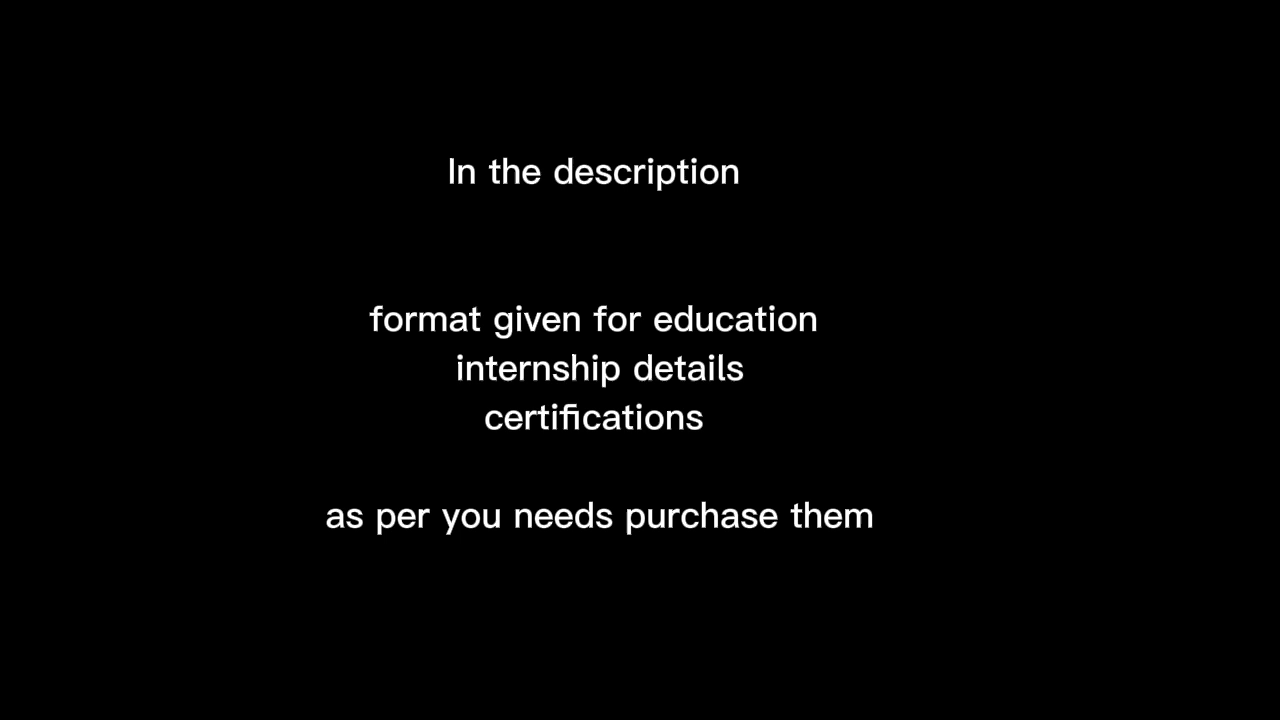 In the description
format given for education
internship details
certifications
as per you needs purchase them